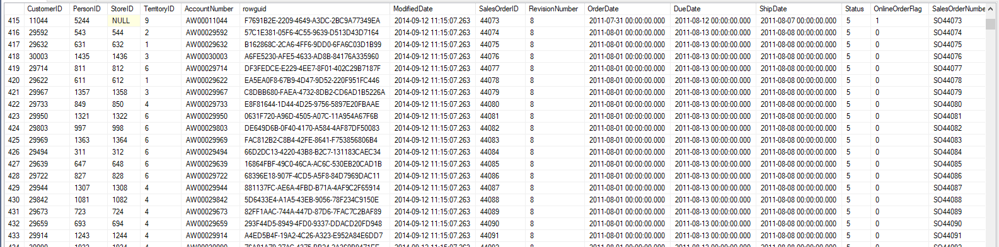 CustomerID PersonID StoreID TerritoryID AccountNumber rowguid ModifiedDate SalesOrderID RevisionNumber OrderDate DueDate ShipDate Status OnlineOrderFlag SalesOrderNumbe
415 11044 5244 NULL 9 AW00011044 F7691B2E-2209-4649-A3DC-2BC9A77349EA 2014-09-12 11:15:07.263 44073 8 2011-07-31 00:00:00.000 2011-08-12 00:00:00.000 2011-08-07 00:00:00.000 5 1 SO44073
416 29592 543 544 2 AW00029592 57C1E381-05F6-4C55-9639-D513D43D7164 2014-09-12 11:15:07.263 44074 8 2011-08-01 00:00:00.000 2011-08-13 00:00:00.000 2011-08-08 00:00:00.000 5 0 SO44074
417 29632 631 632 1 AW00029632 B162868C-2CA6-4FF6-9DD0-6FA6C03D1B99 2014-09-12 11:15:07.263 44075 8 2011-08-01 00:00:00.000 2011-08-13 00:00:00.000 2011-08-08 00:00:00.000 5 0 SO44075
418 30003 1435 1436 3 AW00030003 A6FE5230-AFE5-4633-AD8B-84176A335960 2014-09-12 11:15:07.263 44076 8 2011-08-01 00:00:00.000 2011-08-13 00:00:00.000 2011-08-08 00:00:00.000 5 0 SO44076
419 29714 811 812 6 AW00029714 DF3FEDCE-E229-4EE7-8F01-402C29B7187F 2014-09-12 11:15:07.263 44077 8 2011-08-01 00:00:00.000 2011-08-13 00:00:00.000 2011-08-08 00:00:00.000 5 0 SO44077
420 29622 611 612 1 AW00029622 EA5EA0F8-67B9-4D47-9D52-220F951FC446 2014-09-12 11:15:07.263 44078 8 2011-08-01 00:00:00.000 2011-08-13 00:00:00.000 2011-08-08 00:00:00.000 5 0 SO44078
421 29967 1357 1358 3 AW00029967 C8DBB680-FAEA-4732-8DB2-CD6AD1B5226A 2014-09-12 11:15:07.263 44079 8 2011-08-01 00:00:00.000 2011-08-13 00:00:00.000 2011-08-08 00:00:00.000 5 0 SO44079
422 29733 849 850 4 AW00029733 E8F81644-1D44-4D25-9756-5897E20FBAAE 2014-09-12 11:15:07.263 44080 8 2011-08-01 00:00:00.000 2011-08-13 00:00:00.000 2011-08-08 00:00:00.000 5 0 SO44080
423 29950 1321 1322 6 AW00029950 0631F720-A96D-4505-A07C-11A954A67F6B 2014-09-12 11:15:07.263 44081 8 2011-08-01 00:00:00.000 2011-08-13 00:00:00.000 2011-08-08 00:00:00.000 5 0 SO44081
424 29803 997 998 6 AW00029803 DE649D6B-0F40-4170-A584-4AF87DF50083 2014-09-12 11:15:07.263 44082 8 2011-08-01 00:00:00.000 2011-08-13 00:00:00.000 2011-08-08 00:00:00.000 5 0 SO44082
425 29969 1363 1364 6 AW00029969 FAC812B2-C8B4-42FE-8641-F753856806B4 2014-09-12 11:15:07.263 44083 8 2011-08-01 00:00:00.000 2011-08-13 00:00:00.000 2011-08-08 00:00:00.000 5 0 SO44083
426 29494 311 312 6 AW00029494 66D2DC13-4220-43B8-B2C7-131183CAEC34 2014-09-12 11:15:07.263 44084 8 2011-08-01 00:00:00.000 2011-08-13 00:00:00.000 2011-08-08 00:00:00.000 5 0 SO44084
427 29639 647 648 6 AW00029639 16864FBF-49C0-46CA-AC6C-530EB20CAD1B 2014-09-12 11:15:07.263 44085 8 2011-08-01 00:00:00.000 2011-08-13 00:00:00.000 2011-08-08 00:00:00.000 5 0 SO44085
428 29722 827 828 6 AW00029722 68396E18-907F-4CD5-A5F8-84D7969DAC11 2014-09-12 11:15:07.263 44086 8 2011-08-01 00:00:00.000 2011-08-13 00:00:00.000 2011-08-08 00:00:00.000 5 0 SO44086
429 29944 1307 1308 4 AW00029944 881137FC-AE6A-4FBD-B71A-4AF9C2F65914 2014-09-12 11:15:07.263 44087 8 2011-08-01 00:00:00.000 2011-08-13 00:00:00.000 2011-08-08 00:00:00.000 5 0 SO44087
430 29842 1081 1082 4 AW00029842 5D6433E4-A1A5-43EB-9056-78F234C9150E 2014-09-12 11:15:07.263 44088 8 2011-08-01 00:00:00.000 2011-08-13 00:00:00.000 2011-08-08 00:00:00.000 5 0 SO44088
431 29673 723 724 4 AW00029673 82FF1AAC-744A-447D-87D6-7FAC7C2BAF89 2014-09-12 11:15:07.263 44089 8 2011-08-01 00:00:00.000 2011-08-13 00:00:00.000 2011-08-08 00:00:00.000 5 0 SO44089
432 29659 693 694 4 AW00029659 293F44D5-8949-4FD0-9337-DDACD20FD948 2014-09-12 11:15:07.263 44090 8 2011-08-01 00:00:00.000 2011-08-13 00:00:00.000 2011-08-08 00:00:00.000 5 0 SO44090
433 29914 1243 1244 4 AW00029914 A4ED5B4F-19A2-4C26-A323-E952A84E6DD7 2014-09-12 11:15:07.263 44091 8 2011-08-01 00:00:00.000 2011-08-13 00:00:00.000 2011-08-08 00:00:00.000 5 0 SO44091